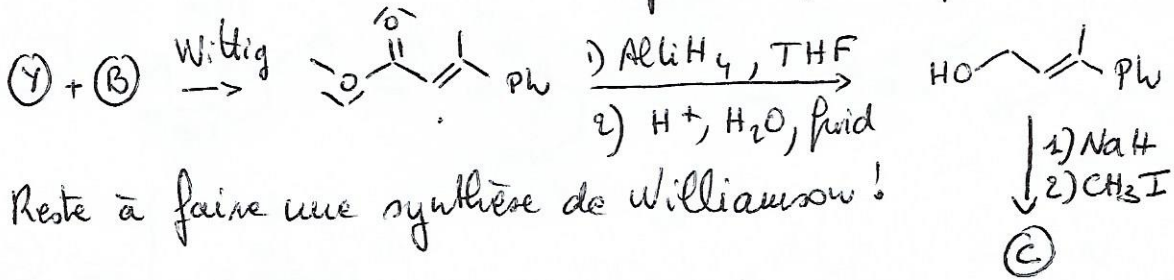 Y + B Wittig → O O Ph 1) AlLiH4, THF HO Ph
2) H+, H2O, froid
1) NaH
2) CH3I
Reste à faire une synthèse de Williamson !
C